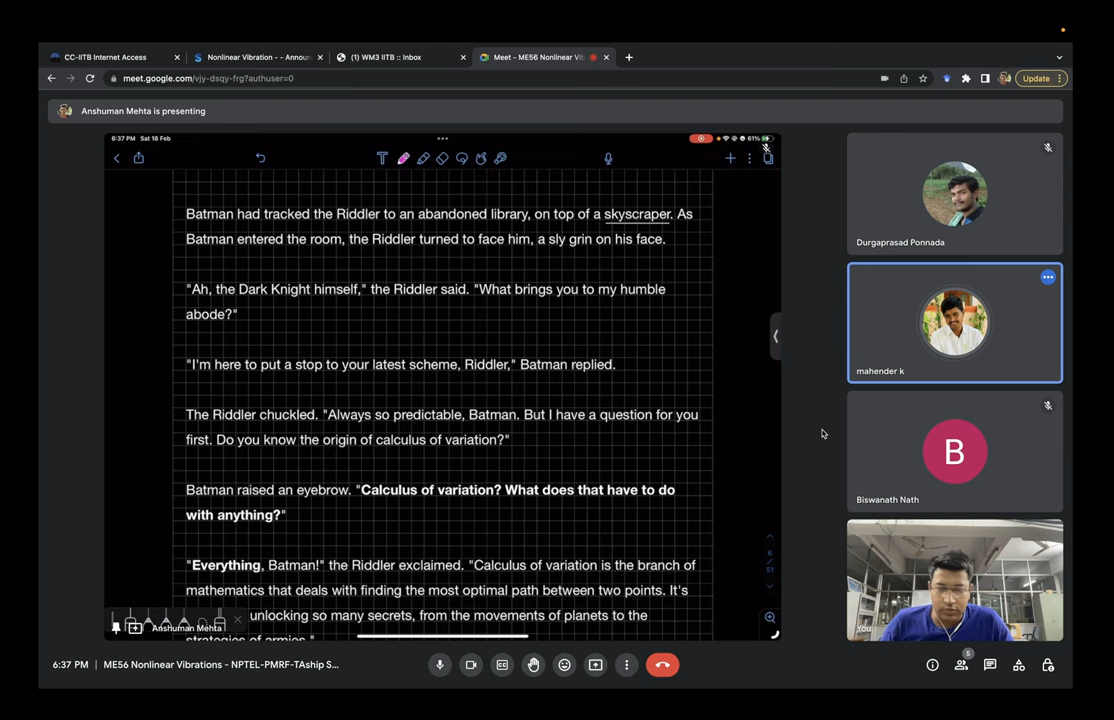 CC-IITB Internet Access
Nonlinear Vibration - - Announ
(1) WM3 IITB :: Inbox
Meet - ME56 Nonlinear Vib
meet.google.com/vjy-dsqy-frg?authuser=0
Update
Anshuman Mehta is presenting
6:37 PM Sat 18 Feb
61%
Batman had tracked the Riddler to an abandoned library, on top of a skyscraper. As
Batman entered the room, the Riddler turned to face him, a sly grin on his face.
"Ah, the Dark Knight himself," the Riddler said. "What brings you to my humble
abode?"
"I'm here to put a stop to your latest scheme, Riddler," Batman replied.
The Riddler chuckled. "Always so predictable, Batman. But I have a question for you
first. Do you know the origin of calculus of variation?"
Batman raised an eyebrow. "Calculus of variation? What does that have to do
with anything?"
"Everything, Batman!" the Riddler exclaimed. "Calculus of variation is the branch of
mathematics that deals with finding the most optimal path between two points. It's
unlocking so many secrets, from the movements of planets to the
strategies of armies."
6
/
51
Anshuman Mehta
Durgaprasad Ponnada
mahender k
B
Biswanath Nath
You
6:37 PM | ME56 Nonlinear Vibrations - NPTEL-PMRF-TAship S...
5